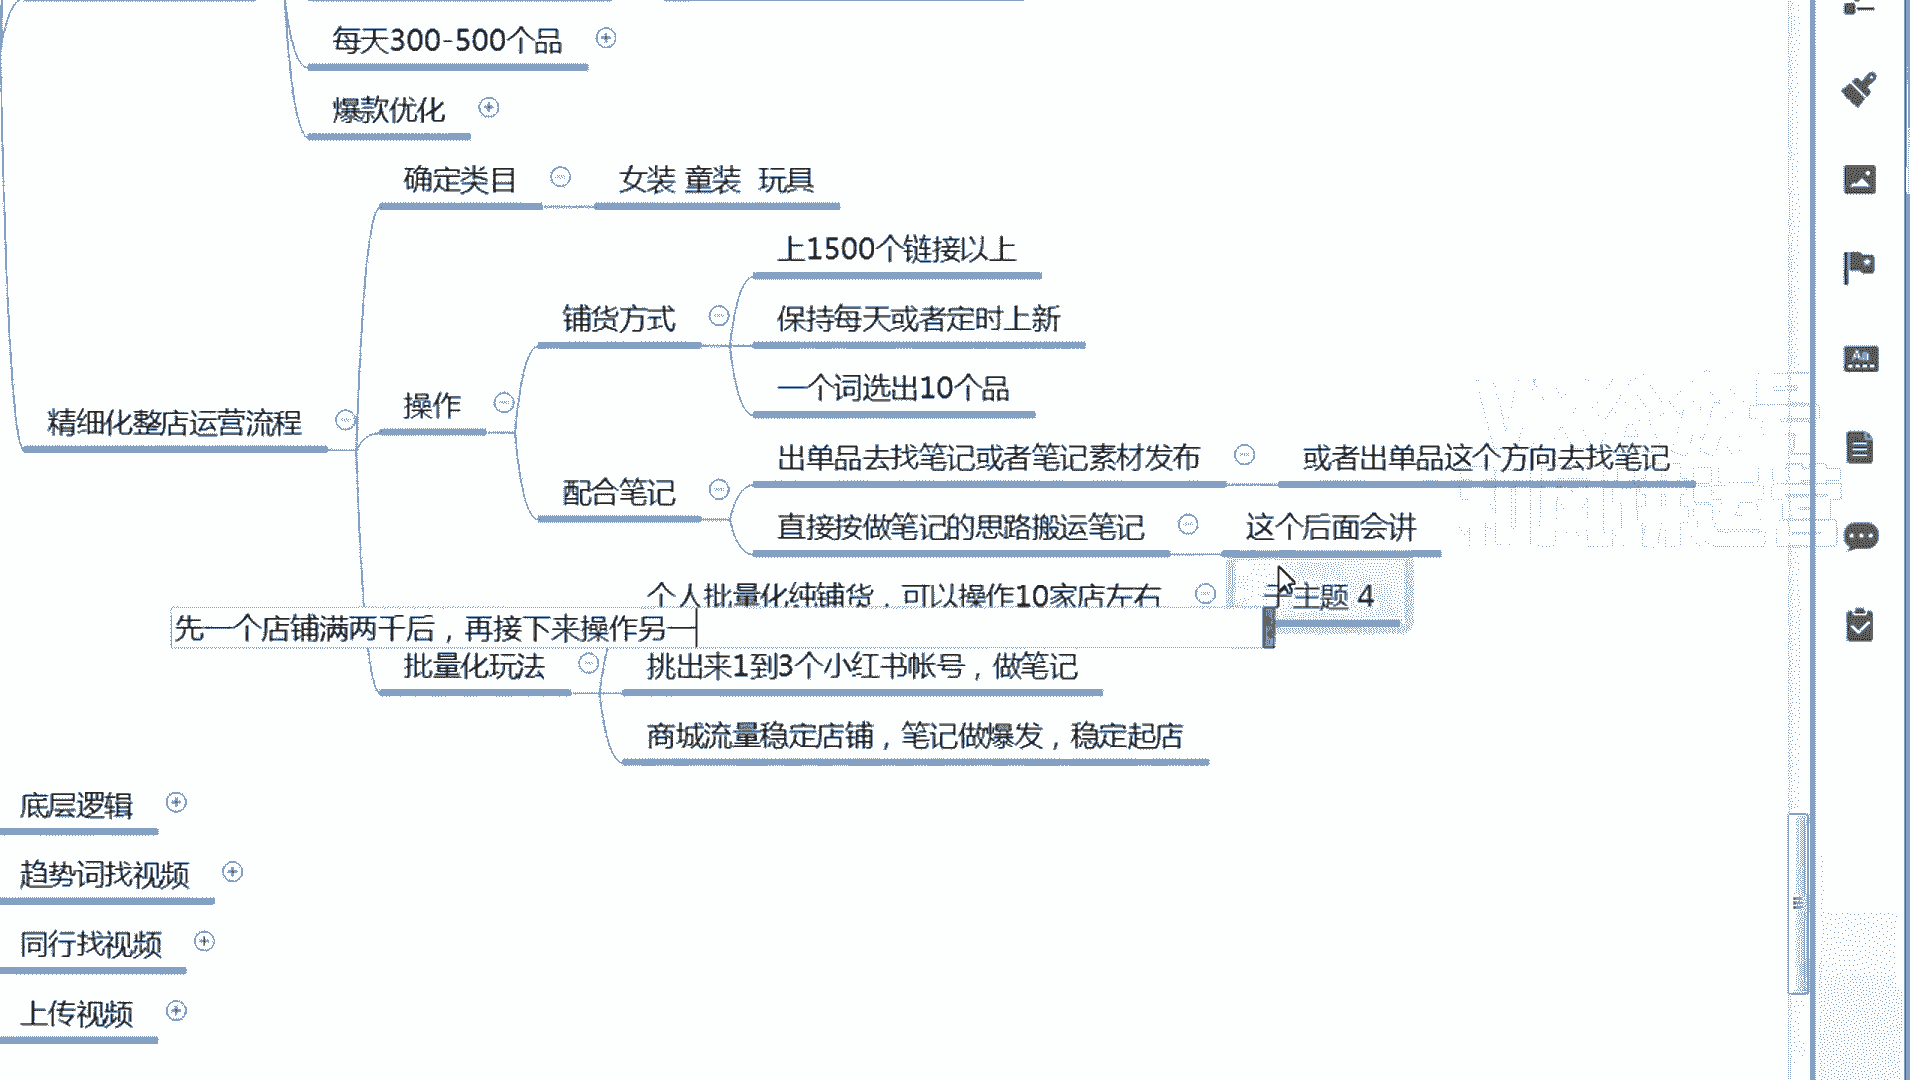 每天300-500个品
爆款优化
确定类目
女装 童装 玩具
上1500个链接以上
铺货方式
保持每天或者定时上新
一个词选出10个品
操作
精细化整店运营流程
出单品去找笔记或者笔记素材发布
或者出单品这个方向去找笔记
配合笔记
直接按做笔记的思路搬运笔记
这个后面会讲
个人批量化纯铺货，可以操作10家店左右
子主题 4
先一个店铺满两千后，再接下来操作另一
批量化玩法
挑出来1到3个小红书帐号，做笔记
商城流量稳定店铺，笔记做爆发，稳定起店
底层逻辑
趋势词找视频
同行找视频
上传视频